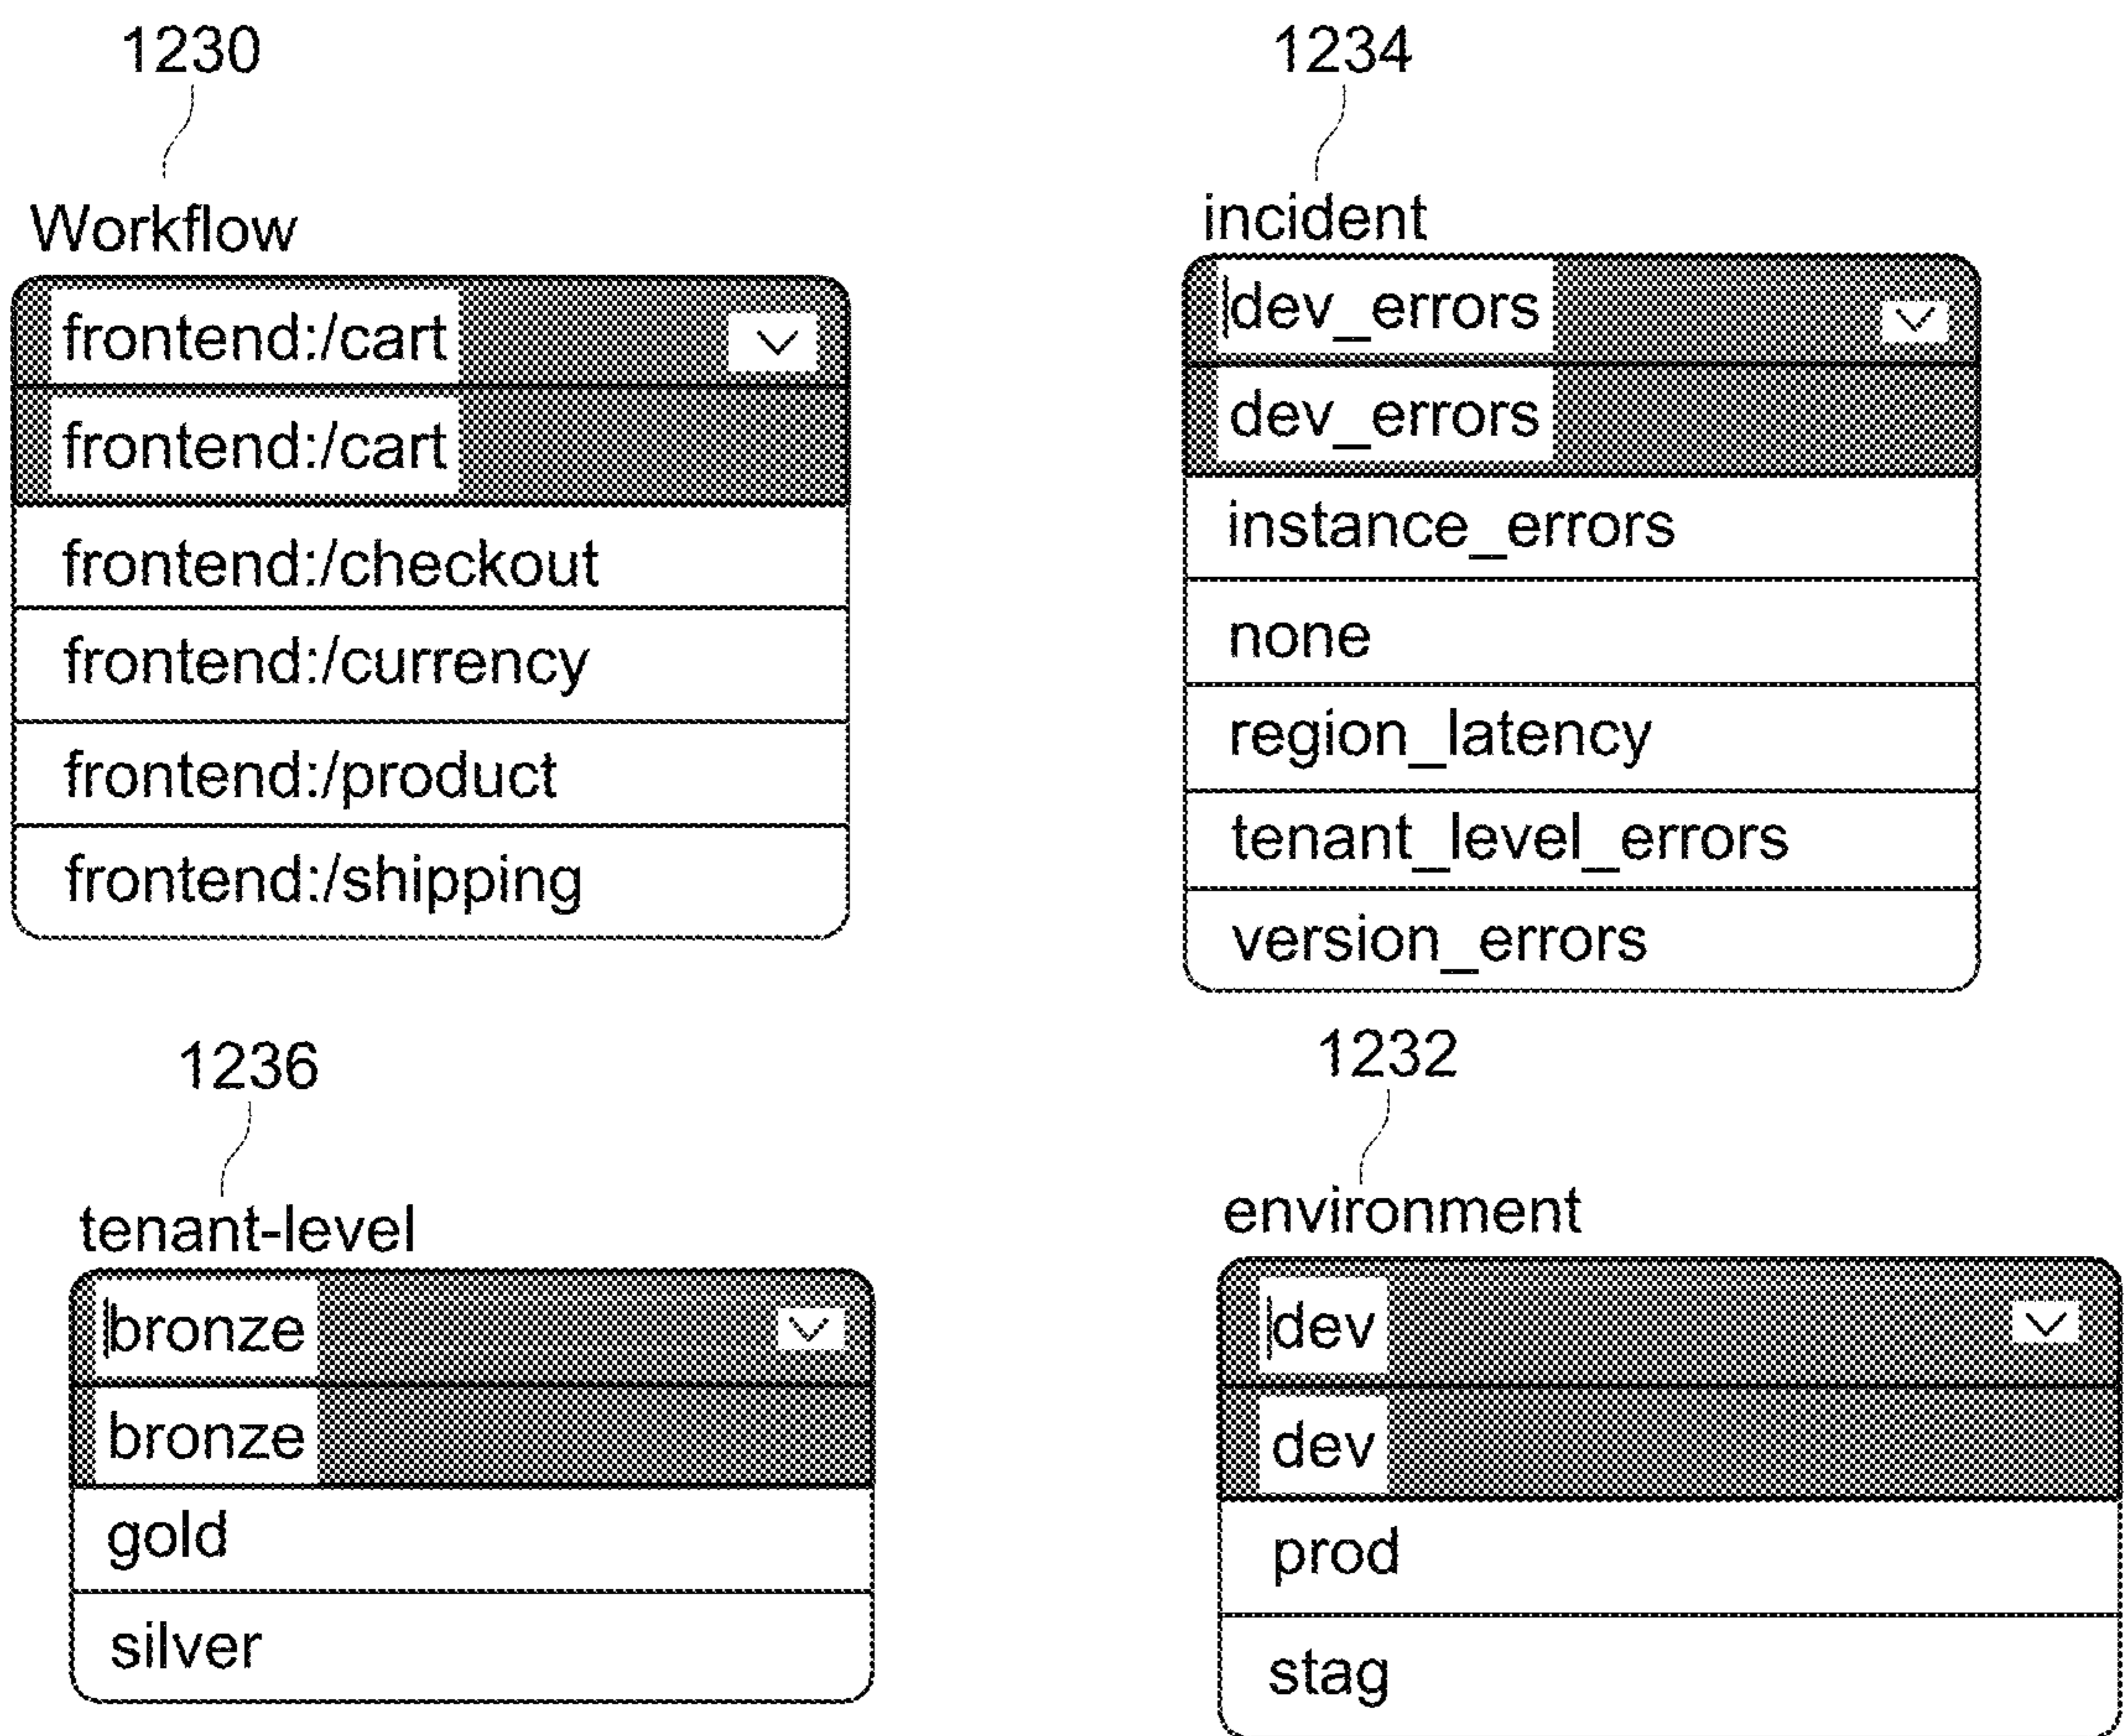 1230
Workflow
frontend:/cart
frontend:/cart
frontend:/checkout
frontend:/currency
frontend:/product
frontend:/shipping
1234
incident
dev_errors
dev_errors
instance_errors
none
region_latency
tenant_level_errors
version_errors
1236
tenant-level
bronze
bronze
gold
silver
1232
environment
dev
dev
prod
stag